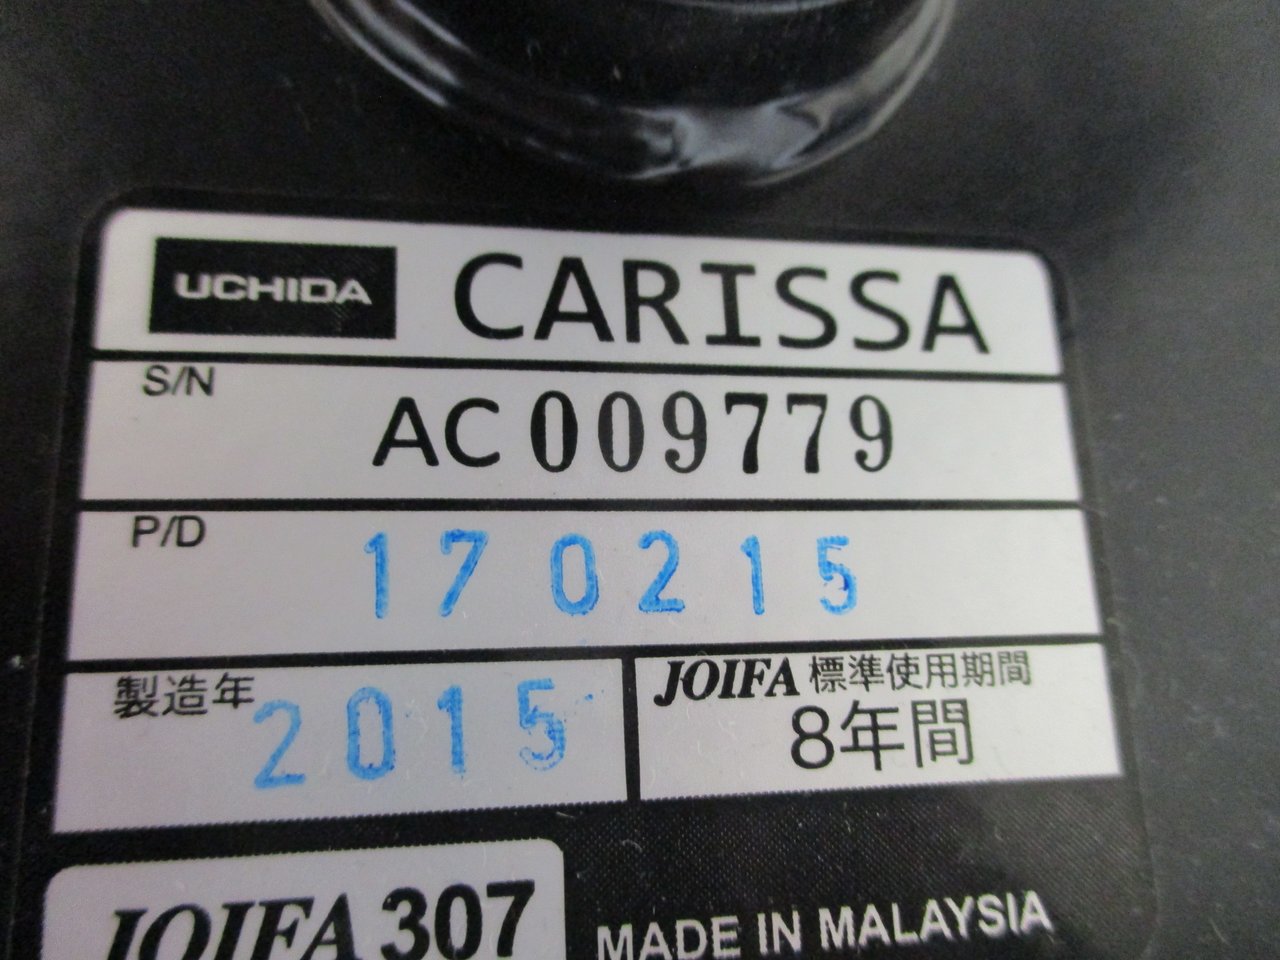 UCHIDA CARISSA
S/N
AC009779
P/D
170215
製造年
2015
JOIFA 標準使用期間
8年間
JOIFA 307
MADE IN MALAYSIA